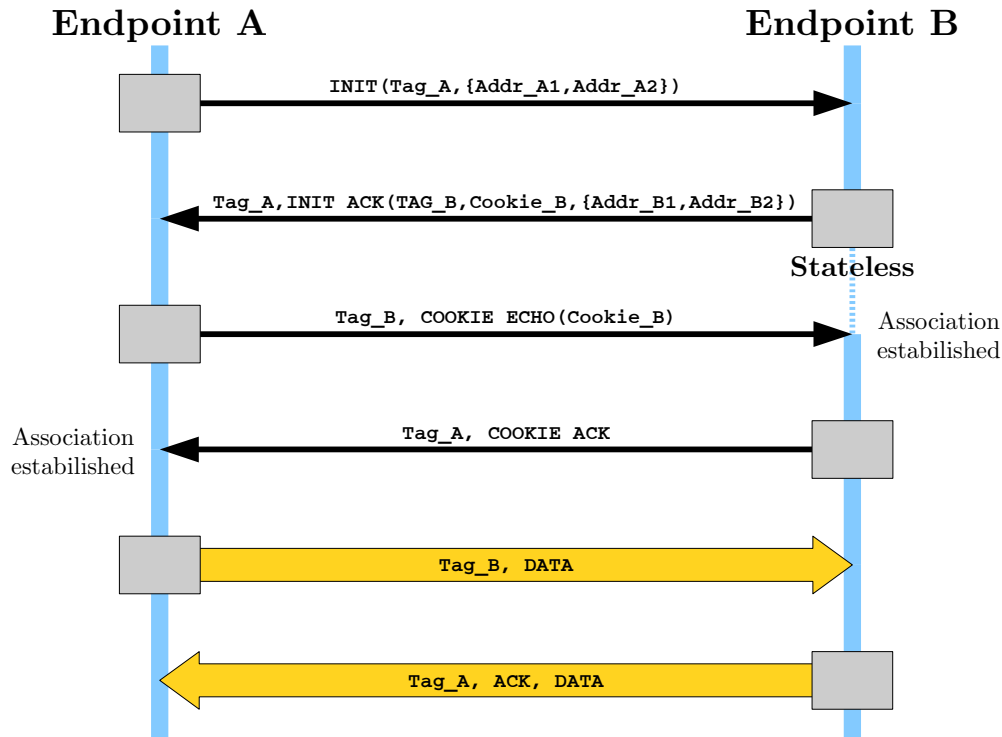 Endpoint A
Endpoint B
INIT(Tag_A,{Addr_A1,Addr_A2})
Tag_A,INIT ACK(TAG_B,Cookie_B,{Addr_B1,Addr_B2})
Stateless
Tag_B, COOKIE ECHO(Cookie_B)
Association
estabilished
Tag_A, COOKIE ACK
Association
estabilished
Tag_B, DATA
Tag_A, ACK, DATA